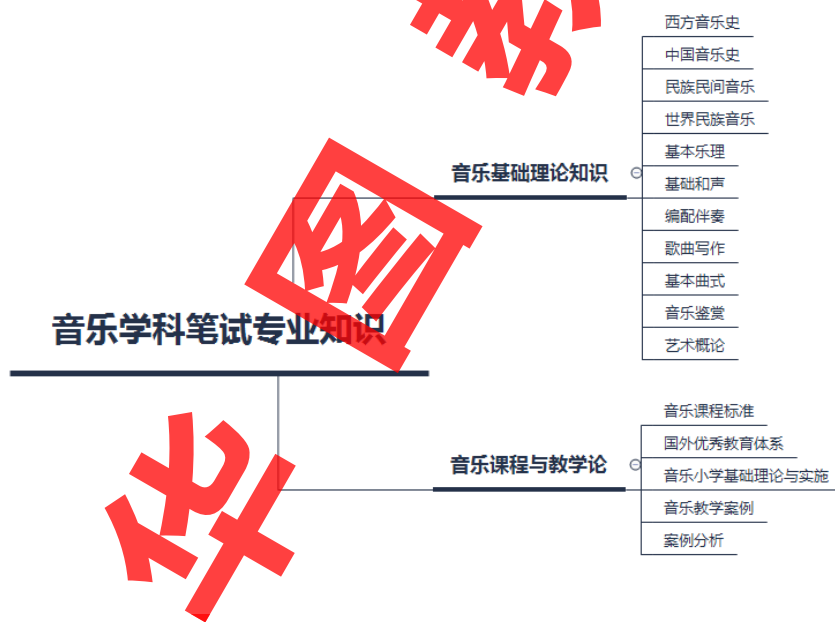 西方音乐史
中国音乐史
民族民间音乐
世界民族音乐
基本乐理
音乐基础理论知识
基础和声
编配伴奏
歌曲写作
基本曲式
音乐鉴赏
艺术概论
音乐学科笔试专业知识
音乐课程标准
国外优秀教育体系
音乐课程与教学论
音乐小学基础理论与实施
音乐教学案例
案例分析
华图